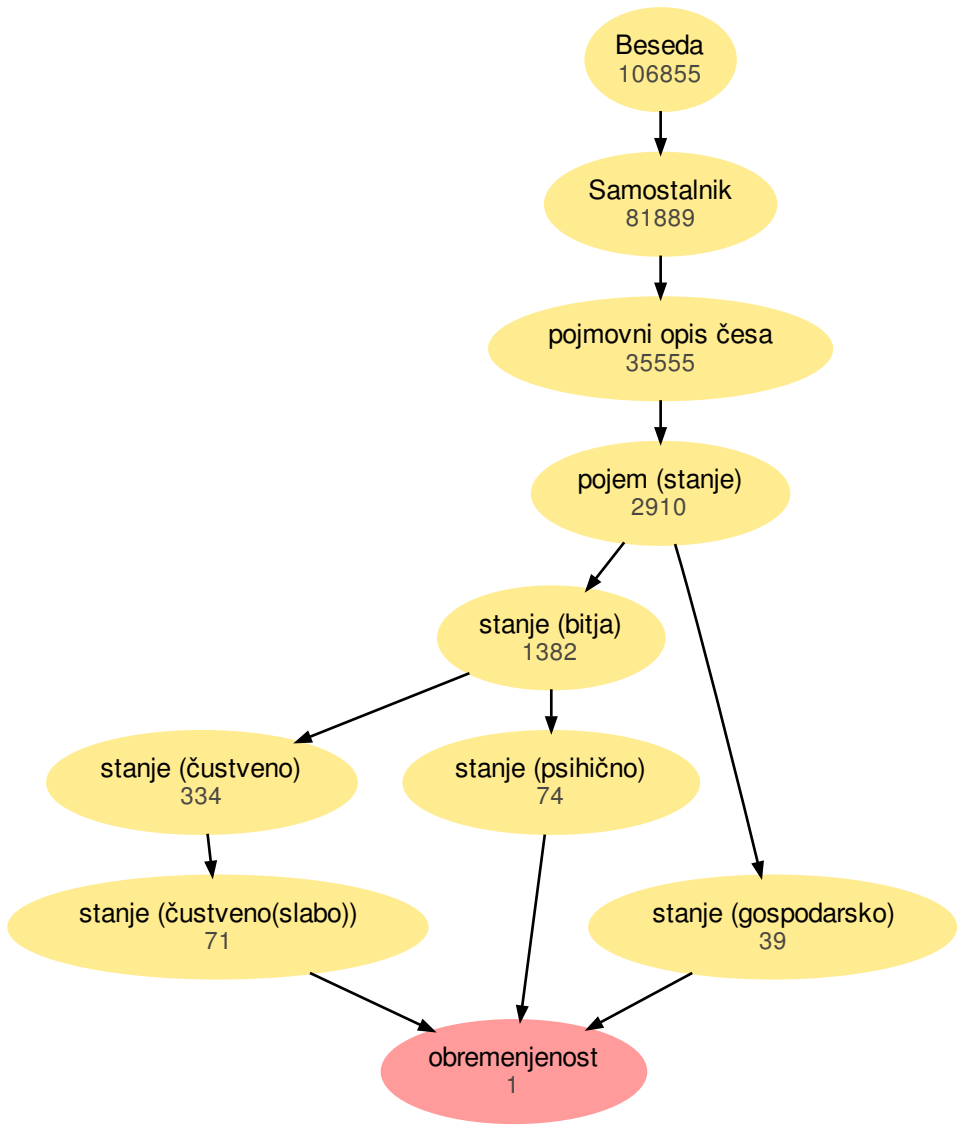 Beseda
106855
Samostalnik
81889
pojmovni opis česa
35555
pojem (stanje)
2910
stanje (bitja)
1382
stanje (čustveno)
334
stanje (psihično)
74
stanje (čustveno(slabo))
71
stanje (gospodarsko)
39
obremenjenost
1